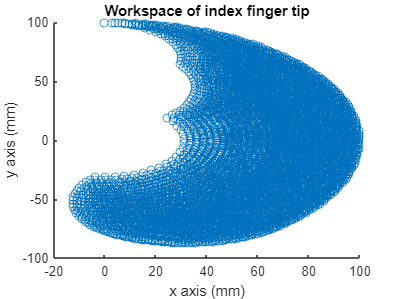 Workspace of index finger tip
100
50
0
-50
-100
y axis (mm)
-20 0 20 40 60 80 100
x axis (mm)